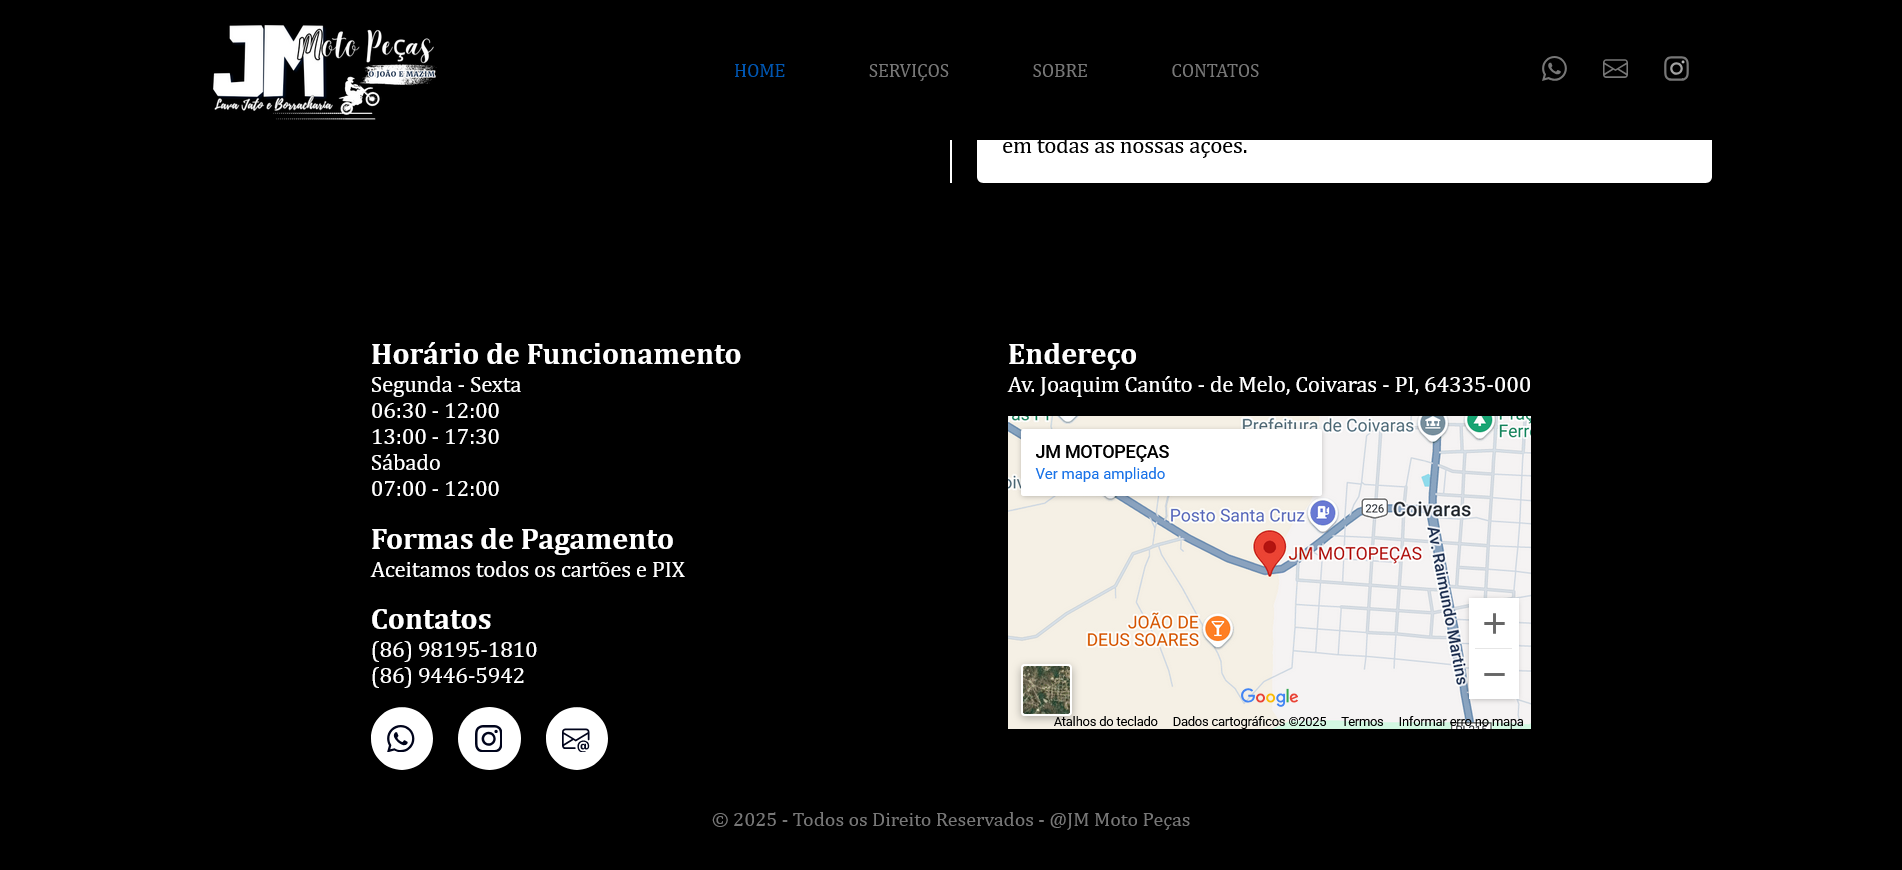 JM Moto Peças
O JOÃO E MAZIM
Lava Jato e Borracharia
HOME
SERVIÇOS
SOBRE
CONTATOS
em todas as nossas ações.
Horário de Funcionamento
Segunda - Sexta
06:30 - 12:00
13:00 - 17:30
Sábado
07:00 - 12:00
Formas de Pagamento
Aceitamos todos os cartões e PIX
Contatos
(86) 98195-1810
(86) 9446-5942
Endereço
Av. Joaquim Canúto - de Melo, Coivaras - PI, 64335-000
Prefeitura de Coivaras
JM MOTOPEÇAS
Ver mapa ampliado
Posto Santa Cruz
226
Coivaras
JM MOTOPEÇAS
Av. Raimundo Martins
JOÃO DE
DEUS SOARES
Google
Atalhos do teclado
Dados cartográficos ©2025
Termos
Informar erro no mapa
© 2025 - Todos os Direito Reservados - @JM Moto Peças